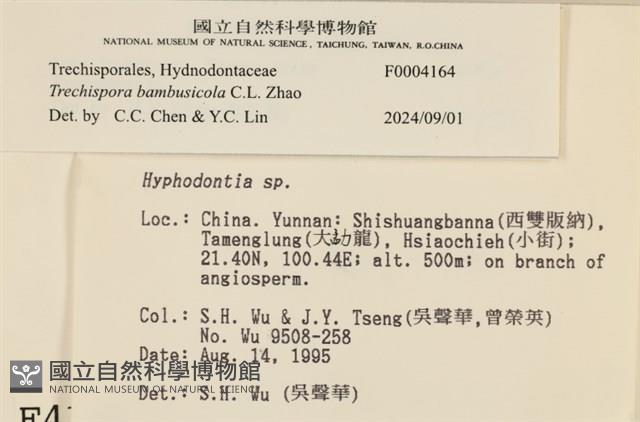 國立自然科學博物館
NATIONAL MUSEUM OF NATURAL SCIENCE, TAICHUNG, TAIWAN, R.O.CHINA
Trechisporales, Hydnodontaceae F0004164
Trechispora bambusicola C.L. Zhao
Det. by C.C. Chen & Y.C. Lin 2024/09/01
Hyphodontia sp.
Loc.: China. Yunnan: Shishuangbanna(西雙版納),
Tamenglung(大勐龍), Hsiaochieh(小街);
21.40N, 100.44E; alt. 500m; on branch of
angiosperm.
Col.: S.H. Wu & J.Y. Tseng(吳聲華,曾榮英)
No. Wu 9508-258
Date: Aug. 14, 1995
Det.: S.H. Wu (吳聲華)
國立自然科學博物館
NATIONAL MUSEUM OF NATURAL SCIENCE